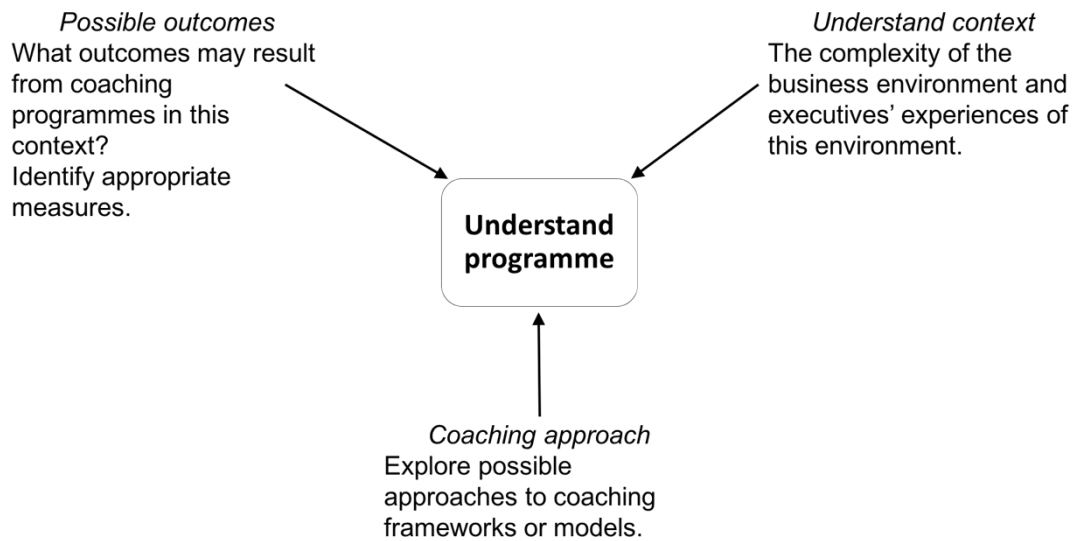 Possible outcomes
What outcomes may result
from coaching
programmes in this
context?
Identify appropriate
measures.
Understand context
The complexity of the
business environment and
executives’ experiences of
this environment.
Understand
programme
Coaching approach
Explore possible
approaches to coaching
frameworks or models.